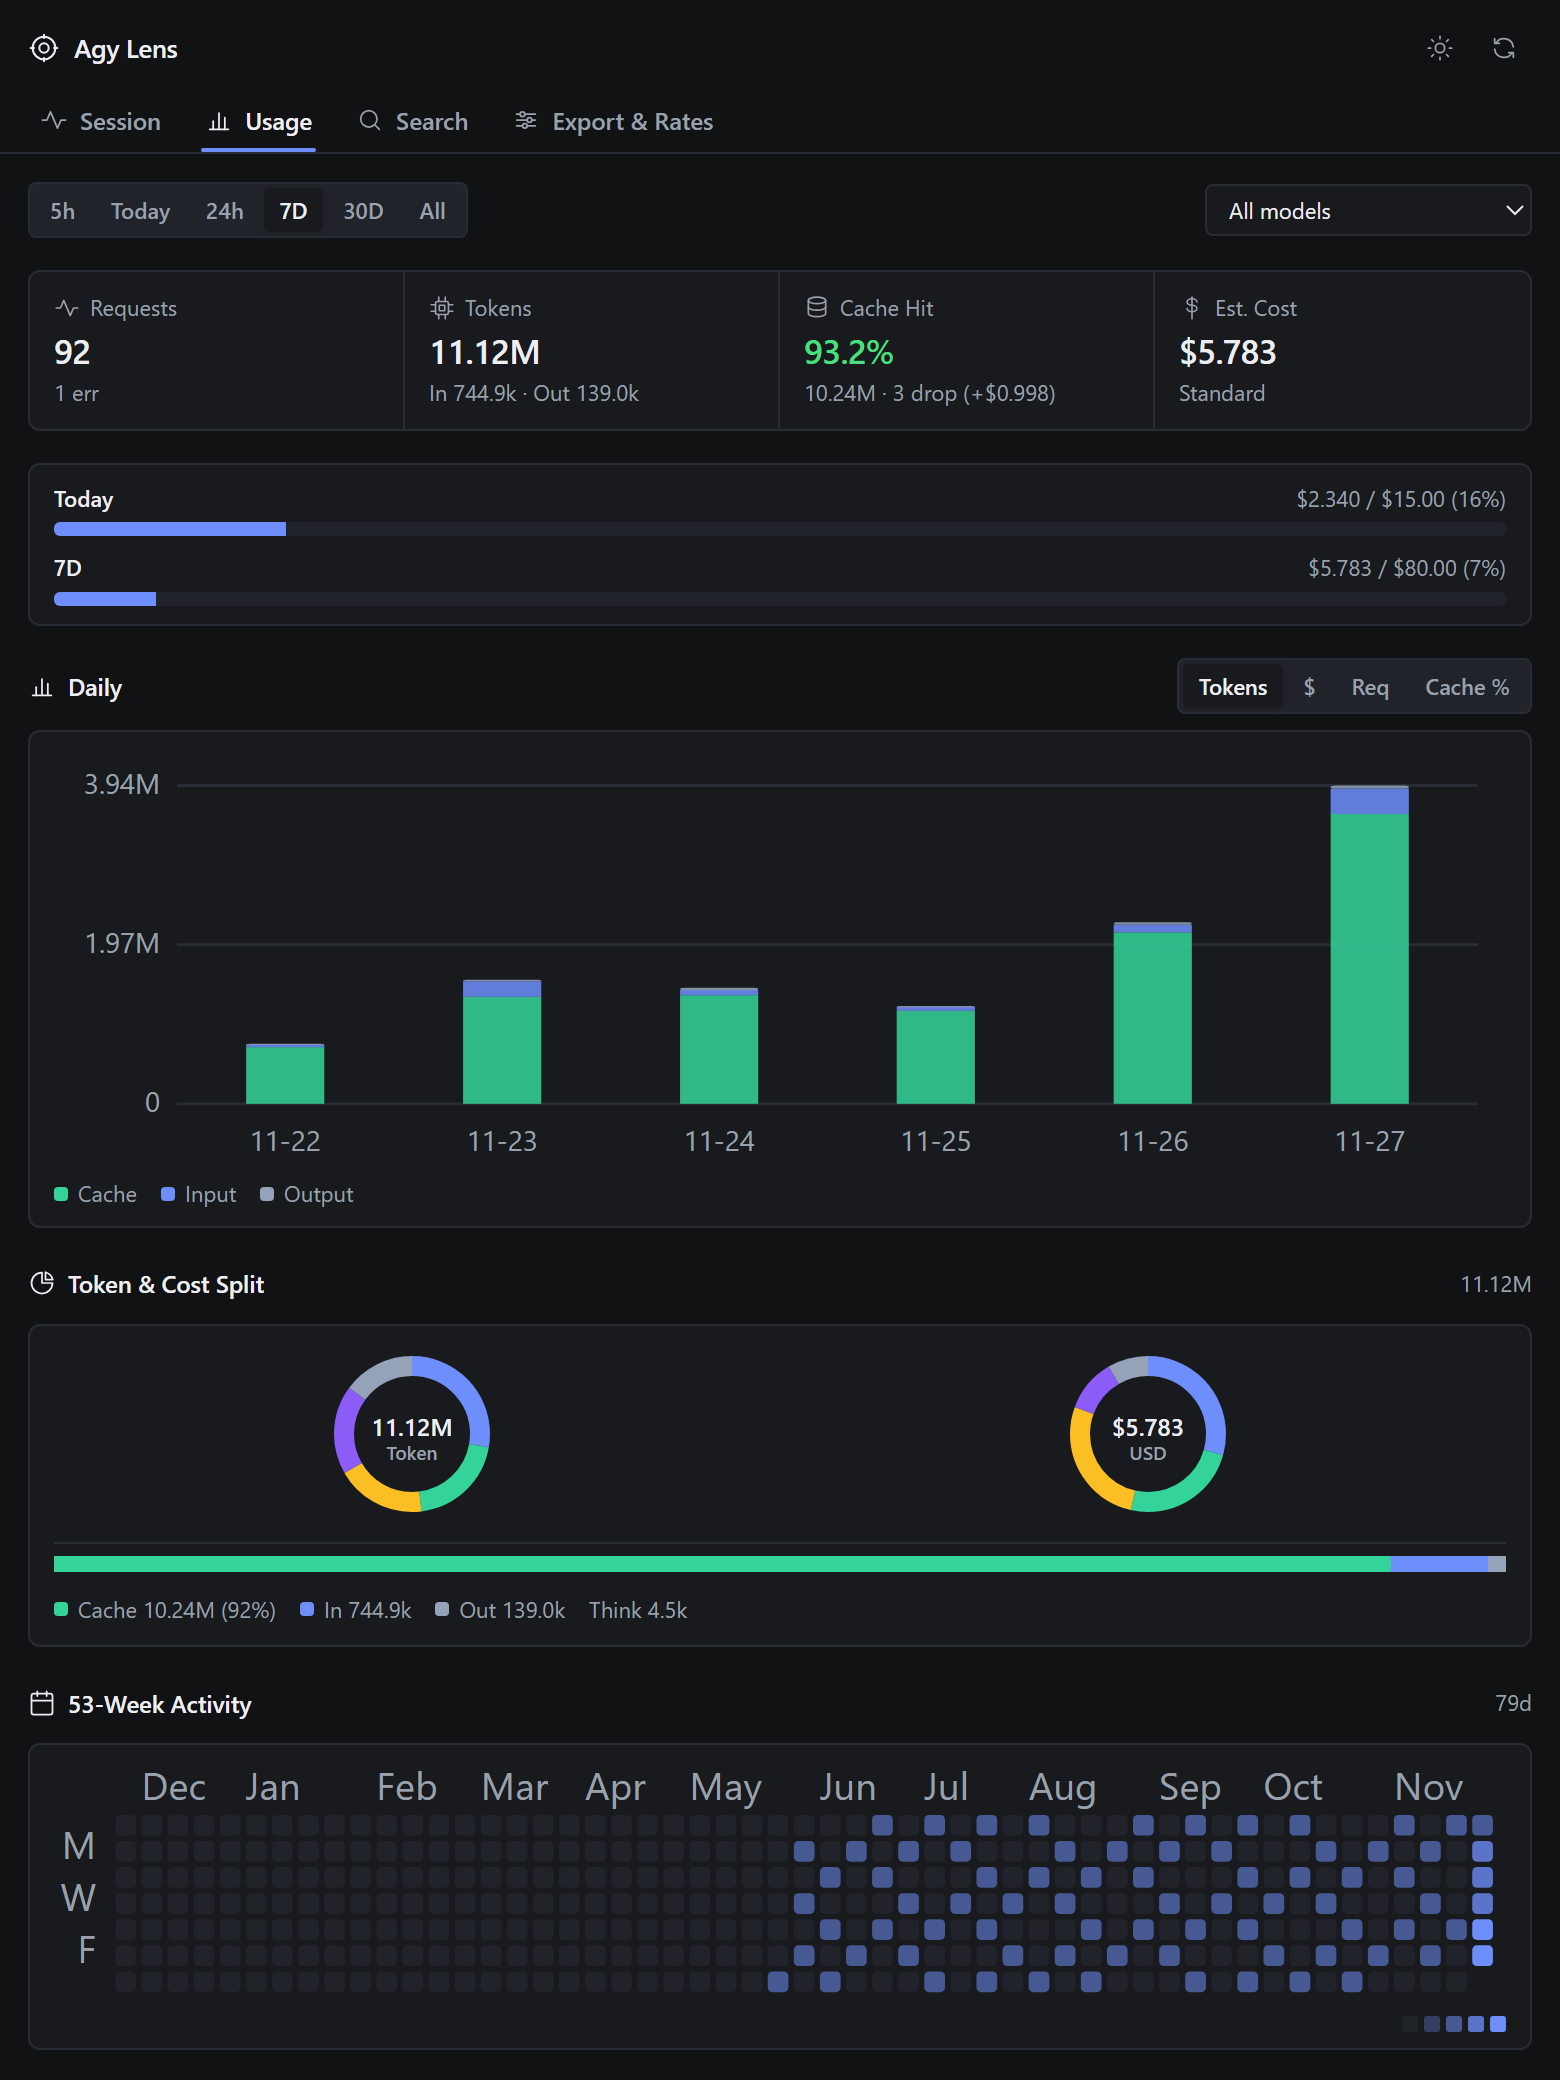 Agy Lens
Session Usage Search Export & Rates
5h Today 24h 7D 30D All
All models
Requests
92
1 err
Tokens
11.12M
In 744.9k · Out 139.0k
Cache Hit
93.2%
10.24M · 3 drop (+$0.998)
Est. Cost
$5.783
Standard
Today $2.340 / $15.00 (16%)
7D $5.783 / $80.00 (7%)
Daily
Tokens $ Req Cache %
3.94M
1.97M
0
11-22 11-23 11-24 11-25 11-26 11-27
Cache Input Output
Token & Cost Split 11.12M
11.12M
Token
$5.783
USD
Cache 10.24M (92%) In 744.9k Out 139.0k Think 4.5k
53-Week Activity 79d
Dec Jan Feb Mar Apr May Jun Jul Aug Sep Oct Nov
M
W
F